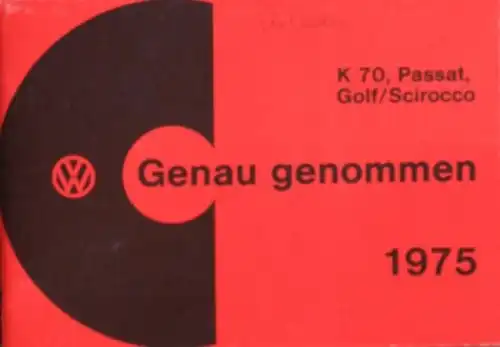 K 70, Passat,
Golf/Scirocco
VW
Genau genommen
1975